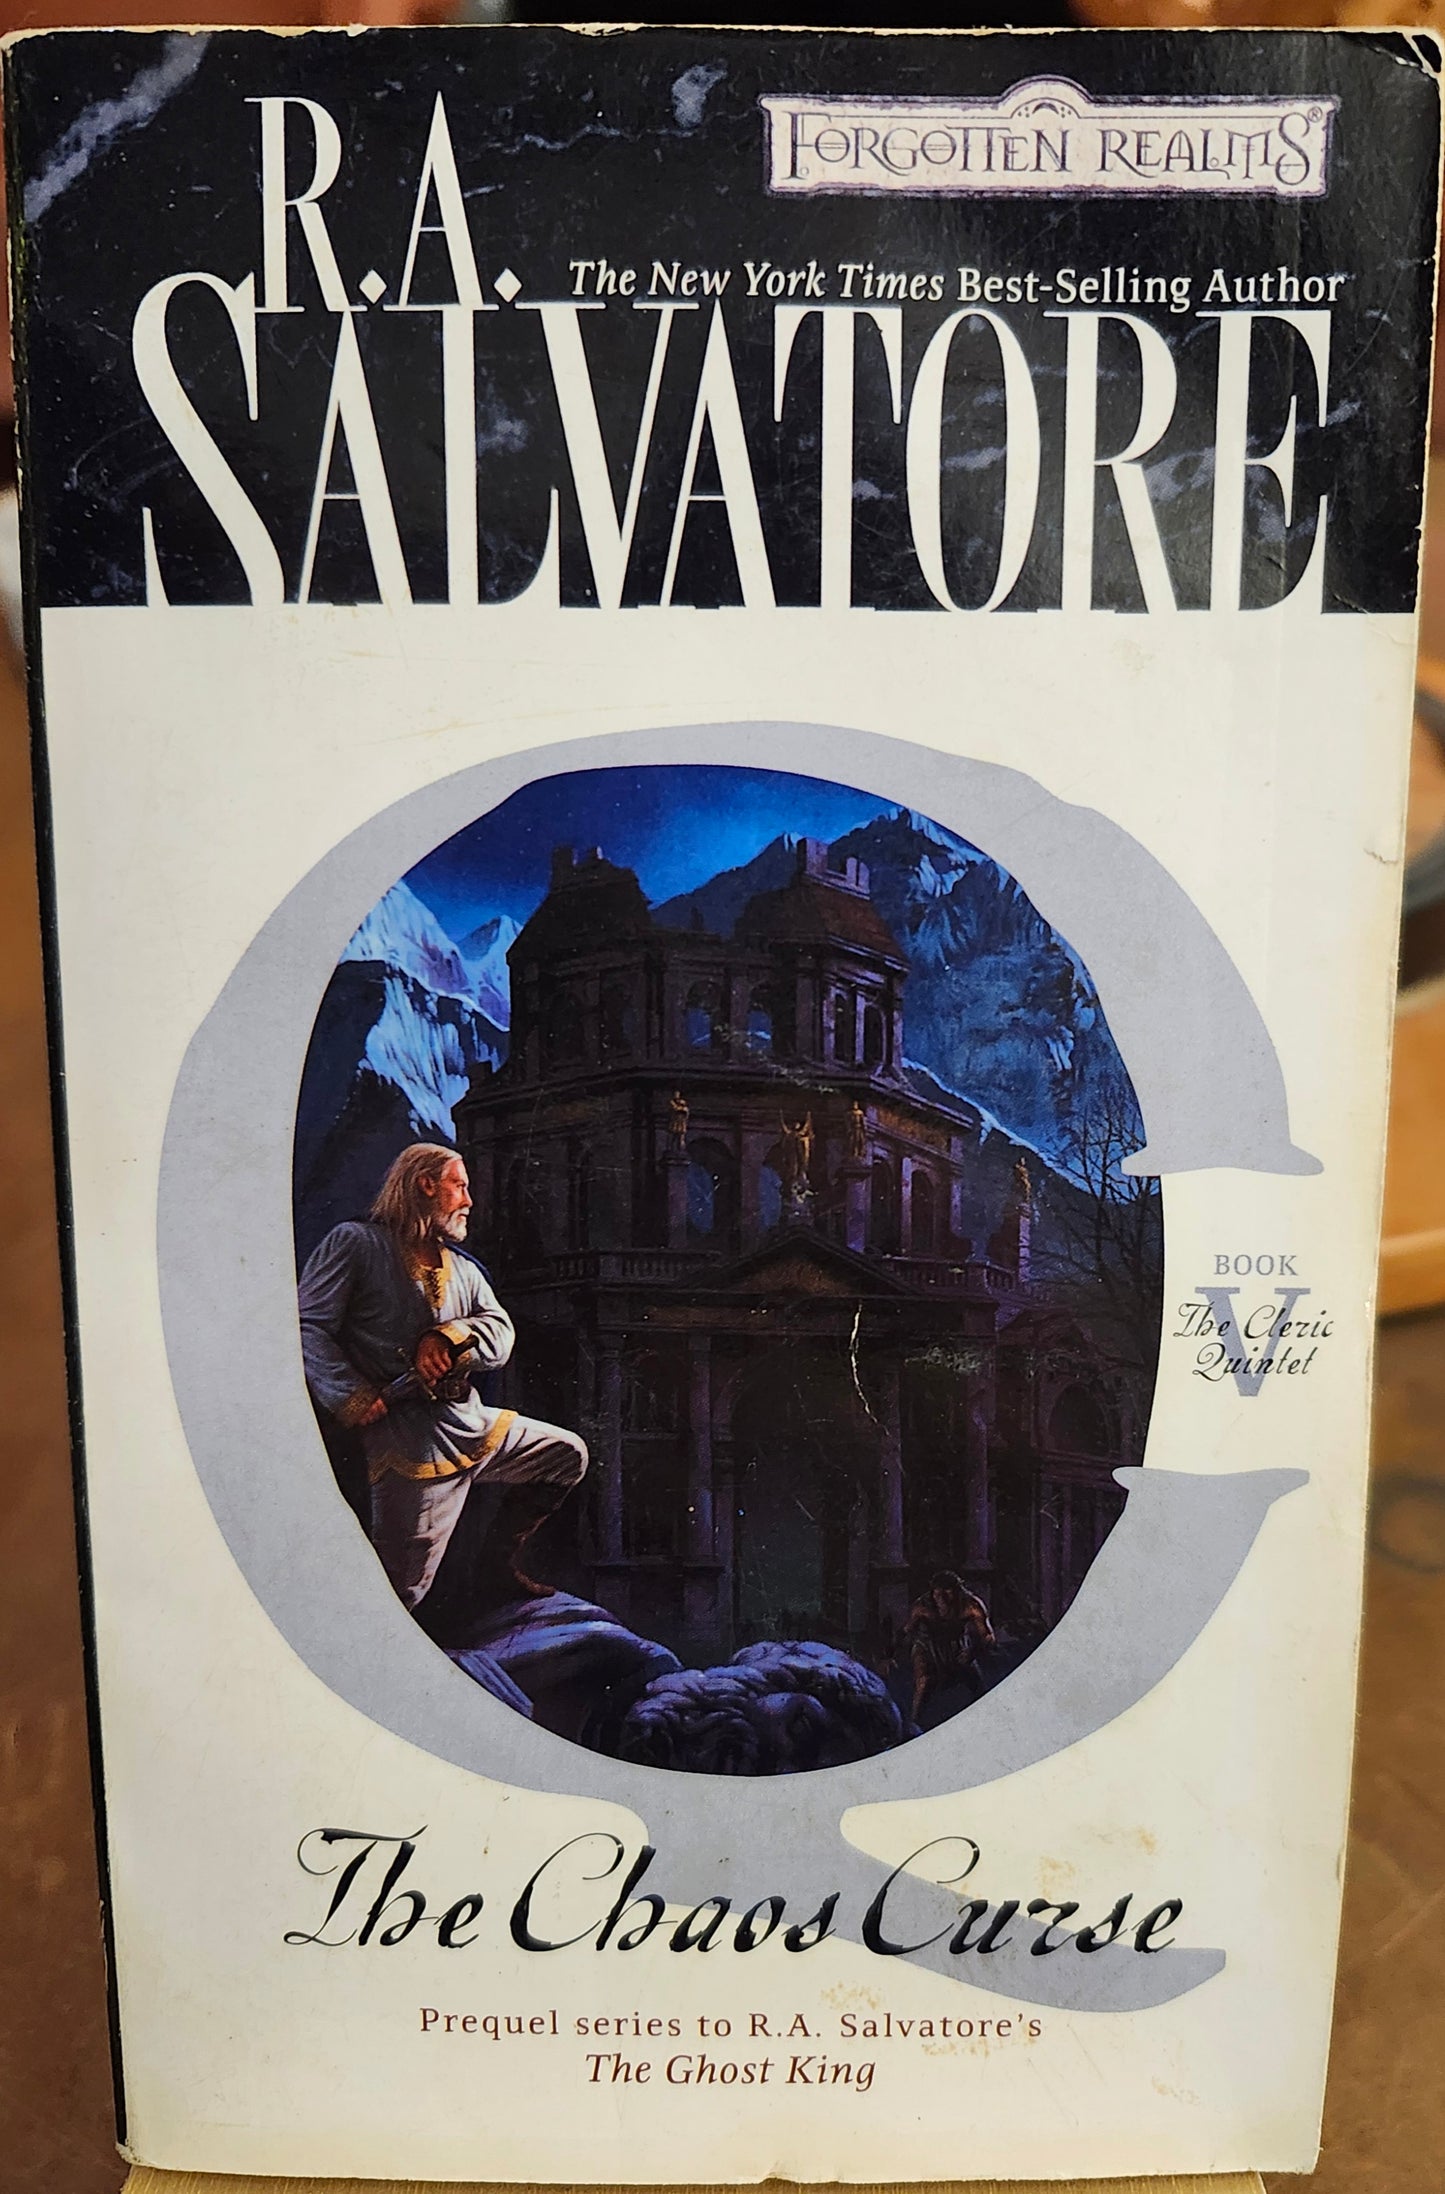 FORGOTTEN REALMS®
R.A.
The New York Times Best-Selling Author
SALVATORE
BOOK
V
The Cleric
Quintet
The Chaos Curse
Prequel series to R.A. Salvatore's
The Ghost King